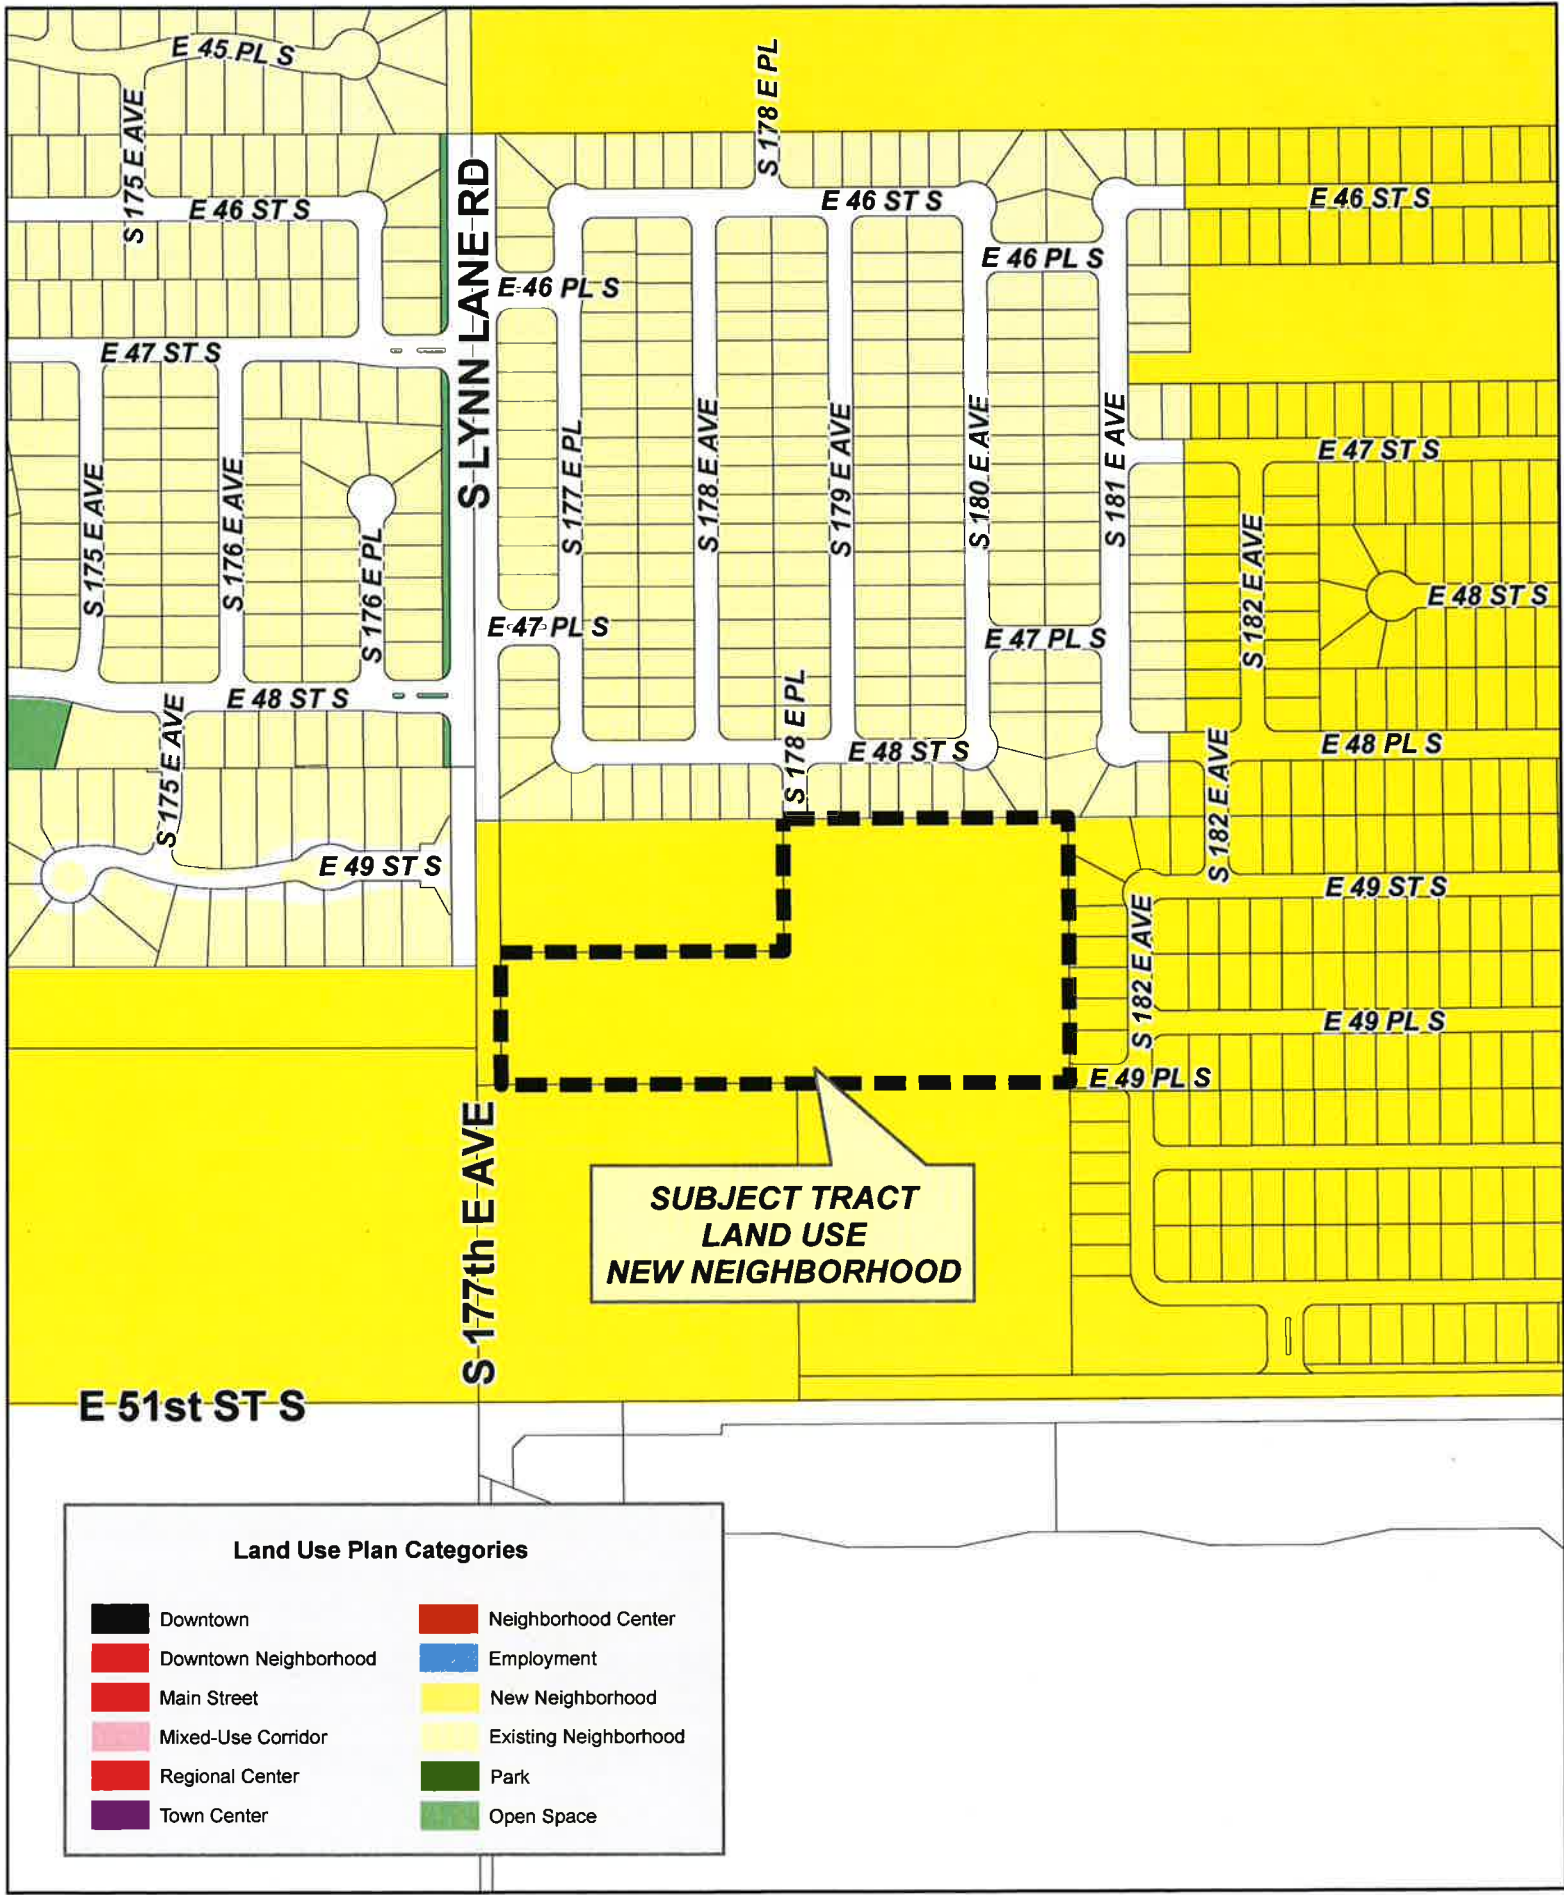 E 45 PL S
S 178 E PL
S 175 E AVE
S LYNN LANE RD
E 46 ST S
E 46 ST S
E 46 ST S
E 46 PL S
E 46 PL S
E 47 ST S
S 175 E AVE
S 176 E AVE
S 176 E PL
S 177 E PL
S 178 E AVE
S 179 E AVE
S 180 E AVE
S 181 E AVE
E 47 ST S
S 182 E AVE
E 48 ST S
E 47 PL S
E 47 PL S
E 48 ST S
S 175 E AVE
S 178 E PL
E 48 ST S
S 182 E AVE
E 48 PL S
E 49 ST S
E 49 ST S
S 182 E AVE
E 49 PL S
E 49 PL S
S 177th E AVE
SUBJECT TRACT
LAND USE
NEW NEIGHBORHOOD
E 51st ST S
Land Use Plan Categories
Downtown
Downtown Neighborhood
Main Street
Mixed-Use Corridor
Regional Center
Town Center
Neighborhood Center
Employment
New Neighborhood
Existing Neighborhood
Park
Open Space